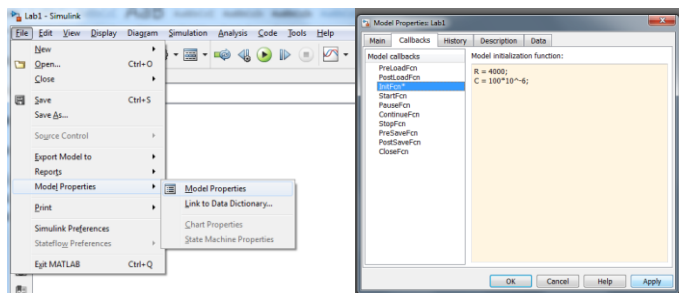 Lab1 - Simulink
File Edit View Display Diagram Simulation Analysis Code Tools Help
New
Open... Ctrl+O
Close
Save Ctrl+S
Save As...
Source Control
Export Model to
Reports
Model Properties
Print
Simulink Preferences
Stateflow Preferences
Exit MATLAB Ctrl+Q
Model Properties
Link to Data Dictionary...
Chart Properties
State Machine Properties
Model Properties: Lab1
Main Callbacks History Description Data
Model callbacks
PreLoadFcn
PostLoadFcn
InitFcn*
StartFcn
PauseFcn
ContinueFcn
StopFcn
PreSaveFcn
PostSaveFcn
CloseFcn
Model initialization function:
R = 4000;
C = 100*10^-6;
OK Cancel Help Apply